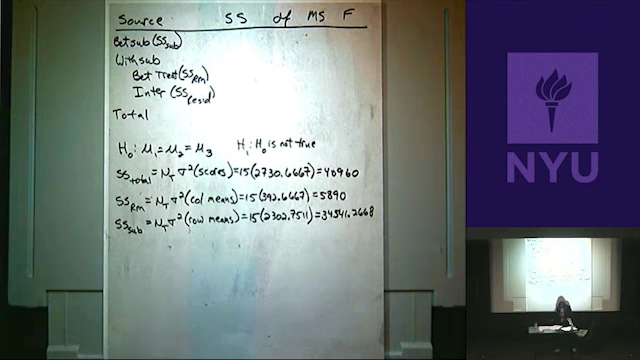 Source SS df MS F
Bet sub (SSsub)
With sub
Bet Treat (SSRM)
Inter (SSresid)
Total
H₀: μ₁ = μ₂ = μ₃ H₁: H₀ is not true
SStotal = NT σ²(scores) = 15(2730.6667) = 40960
SSRM = NT σ²(col means) = 15(392.6667) = 5890
SSsub = NT σ²(row means) = 15(2302.7511) = 34541.2668
NYU